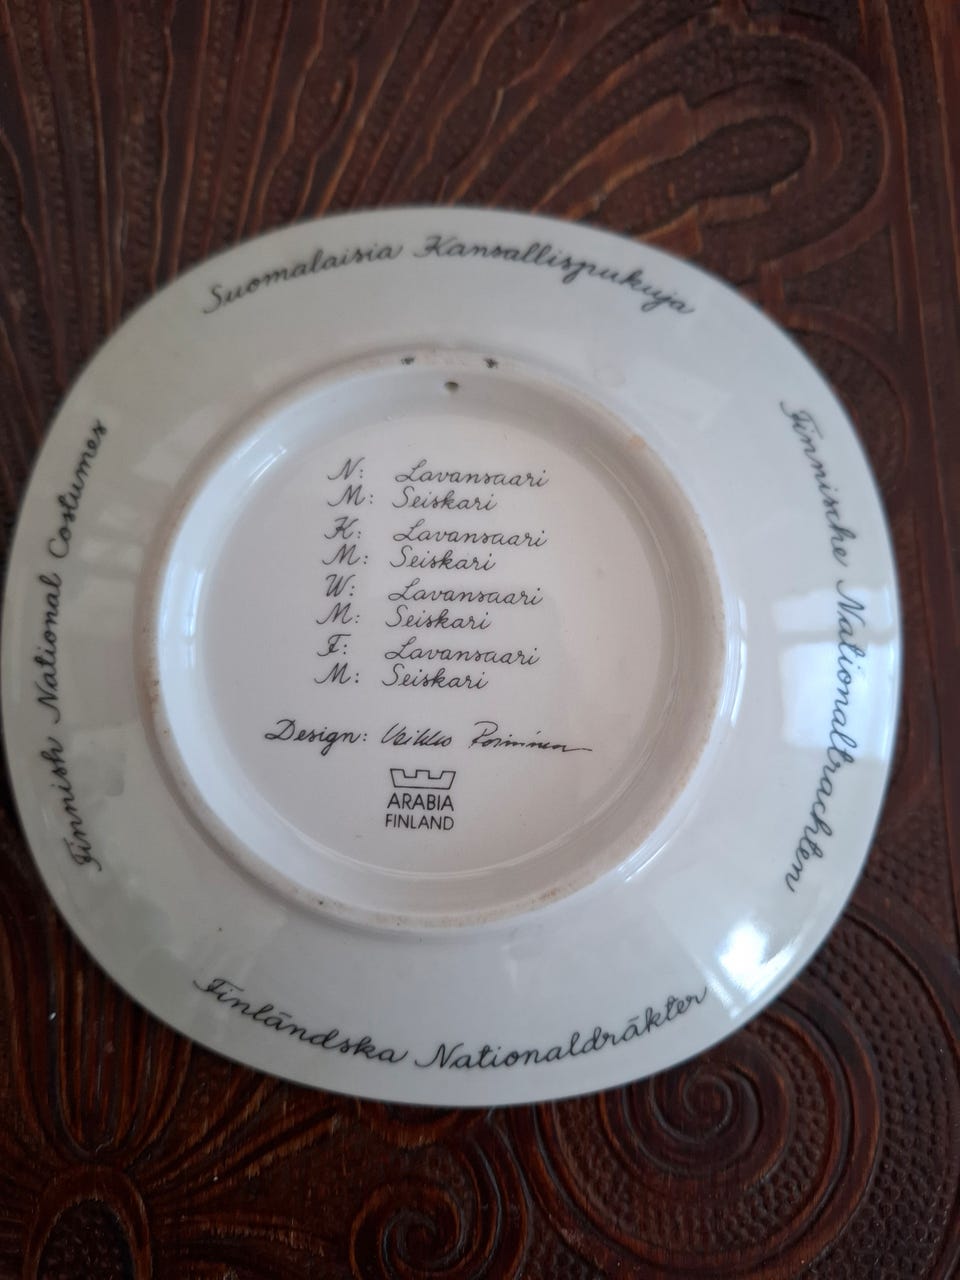 Suomalaisia Kansallispukuja
Finnische Nationaltrachten
Finländska Nationaldräkter
Finnish National Costumes
N: Lavansaari
M: Seiskari
K: Lavansaari
M: Seiskari
W: Lavansaari
M: Seiskari
F: Lavansaari
M: Seiskari
Design: Veikko
ARABIA
FINLAND